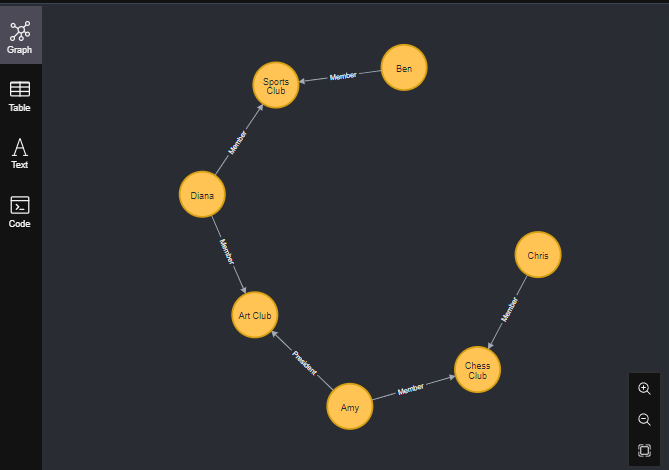 Graph
Table
Text
Code
Sports
Club
Member
Ben
Member
Diana
Member
Chris
Member
Art Club
President
Chess
Club
Member
Amy